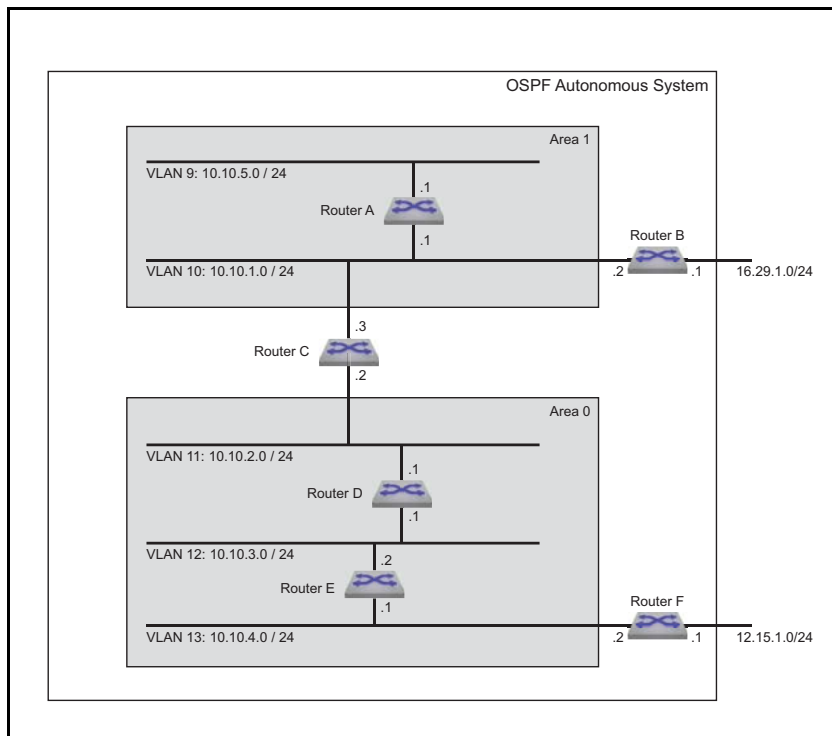 OSPF Autonomous System
Area 1
VLAN 9: 10.10.5.0 / 24
.1
Router A
.1
Router B
VLAN 10: 10.10.1.0 / 24
.2
.1
16.29.1.0/24
.3
Router C
.2
Area 0
VLAN 11: 10.10.2.0 / 24
.1
Router D
.1
VLAN 12: 10.10.3.0 / 24
.2
Router E
.1
Router F
VLAN 13: 10.10.4.0 / 24
.2
.1
12.15.1.0/24